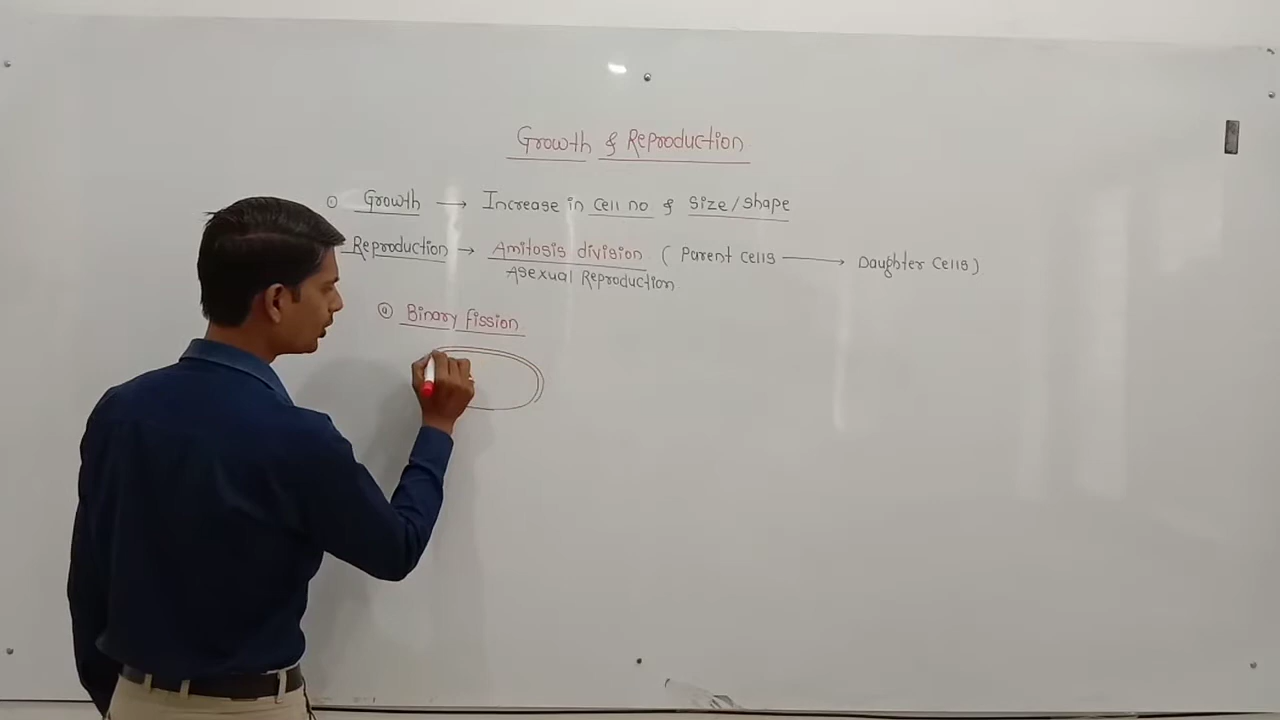 Growth & Reproduction
① Growth → Increase in Cell no & Size/shape
Reproduction → Amitosis division ( Parent cells → Daughter Cells )
Asexual Reproduction
ⓐ Binary fission